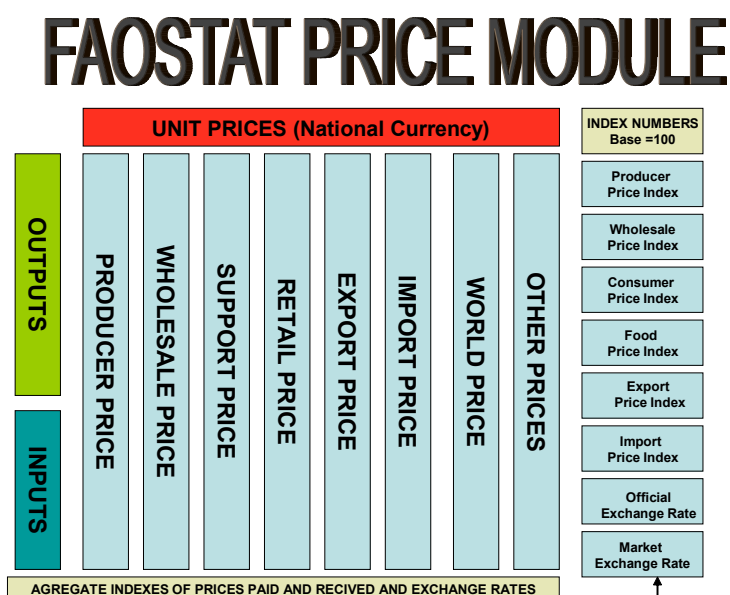 FAOSTAT PRICE MODULE
UNIT PRICES (National Currency)
INDEX NUMBERS
Base =100
OUTPUTS
INPUTS
PRODUCER PRICE
WHOLESALE PRICE
SUPPORT PRICE
RETAIL PRICE
EXPORT PRICE
IMPORT PRICE
WORLD PRICE
OTHER PRICES
Producer
Price Index
Wholesale
Price Index
Consumer
Price Index
Food
Price Index
Export
Price Index
Import
Price Index
Official
Exchange Rate
Market
Exchange Rate
AGREGATE INDEXES OF PRICES PAID AND RECIVED AND EXCHANGE RATES